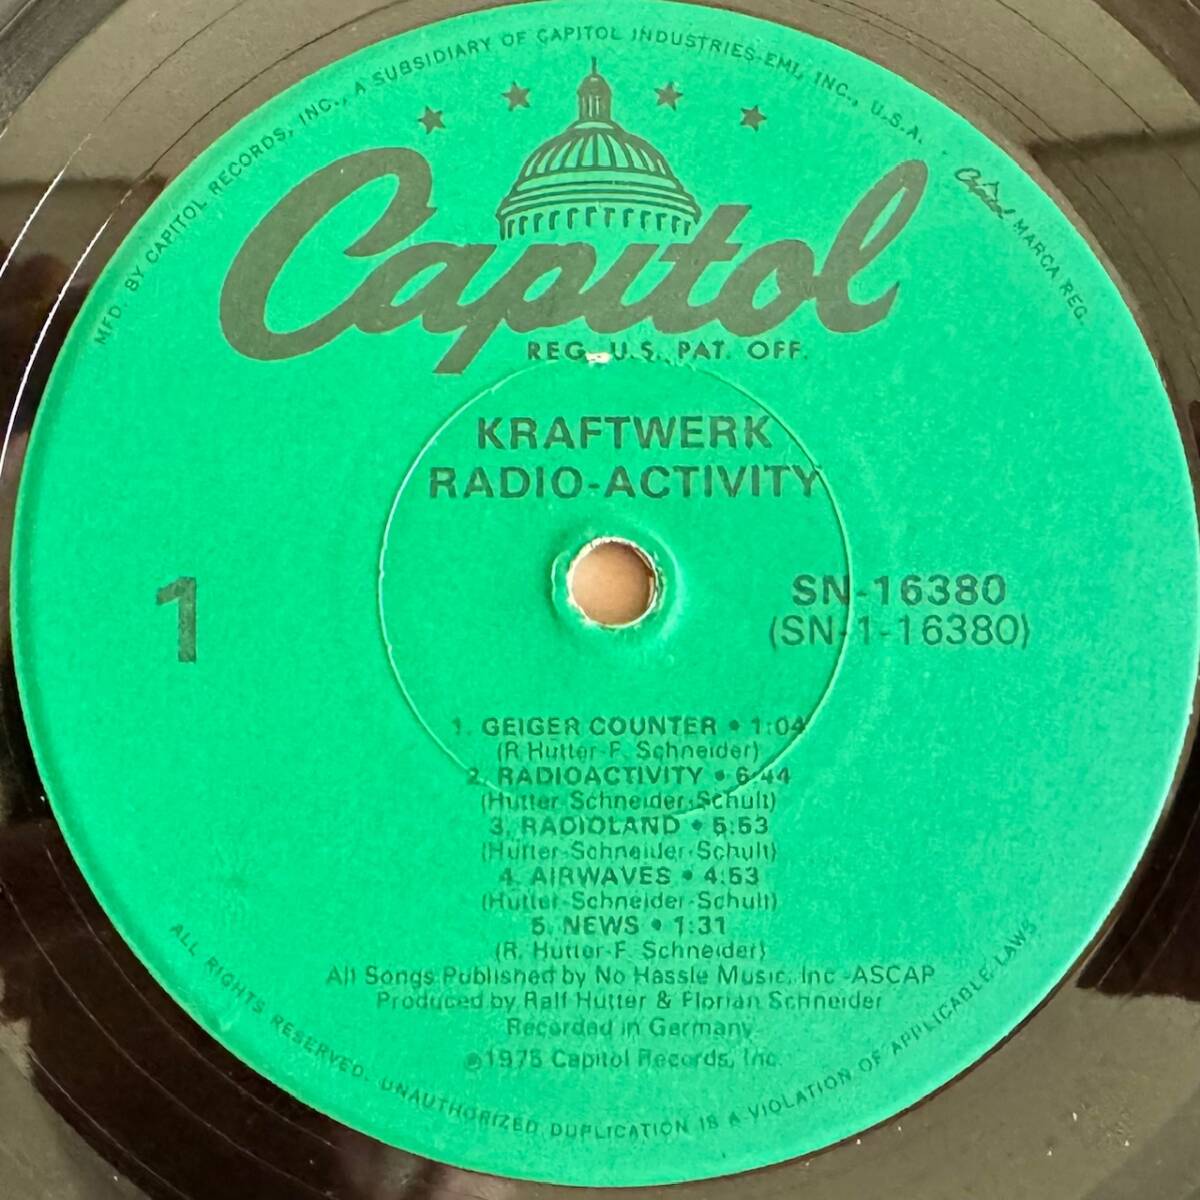 MFD. BY CAPITOL RECORDS, INC., A SUBSIDIARY OF CAPITOL INDUSTRIES-EMI, INC., U.S.A. · Capitol MARCA REG.
Capitol
REG. U.S. PAT. OFF.
KRAFTWERK
RADIO-ACTIVITY
1
SN-16380
(SN-1-16380)
1. GEIGER COUNTER • 1:04
(R Hutter-F. Schneider)
2. RADIOACTIVITY • 6:44
(Hutter-Schneider-Schult)
3. RADIOLAND • 5:53
(Hutter-Schneider-Schult)
4. AIRWAVES • 4:53
(Hutter-Schneider-Schult)
5. NEWS • 1:31
(R. Hutter-F. Schneider)
All Songs Published by No Hassle Music, Inc -ASCAP
Produced by Ralf Hutter & Florian Schneider
Recorded in Germany
℗1975 Capitol Records, Inc.
ALL RIGHTS RESERVED. UNAUTHORIZED DUPLICATION IS A VIOLATION OF APPLICABLE LAWS